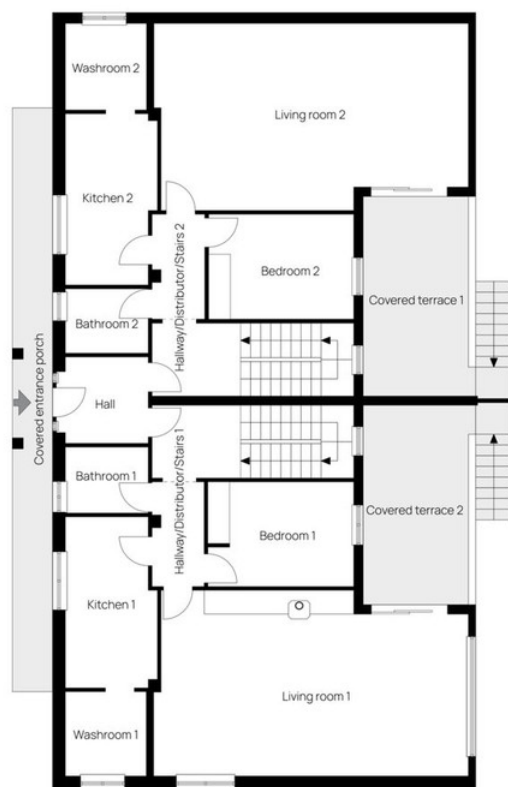 Washroom 2
Living room 2
Kitchen 2
Hallway/Distributor/Stairs 2
Bedroom 2
Covered terrace 1
Bathroom 2
Covered entrance porch
Hall
Bathroom 1
Hallway/Distributor/Stairs 1
Covered terrace 2
Bedroom 1
Kitchen 1
Living room 1
Washroom 1